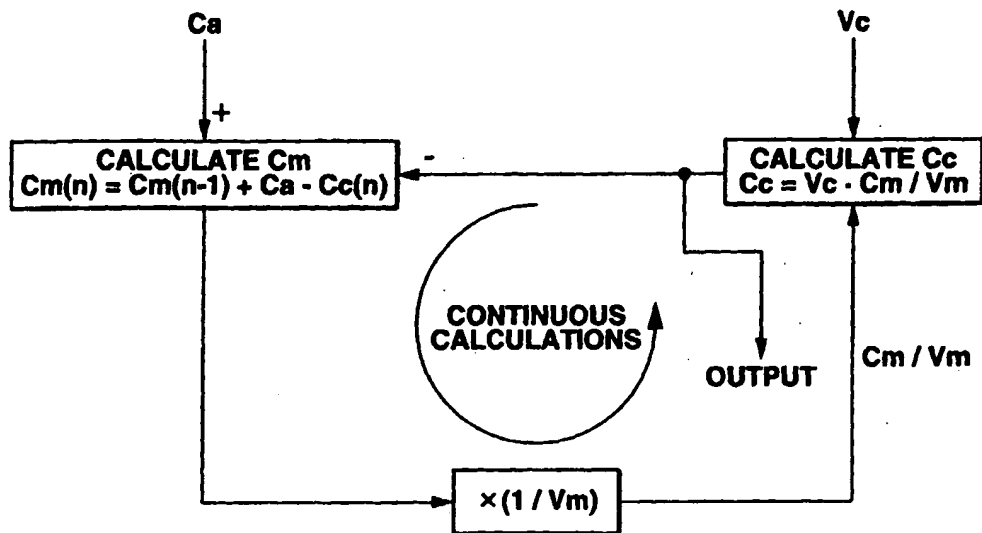 Ca
Vc
+
CALCULATE Cm
Cm(n) = Cm(n-1) + Ca - Cc(n)
-
CALCULATE Cc
Cc = Vc · Cm / Vm
CONTINUOUS
CALCULATIONS
OUTPUT
Cm / Vm
×(1 / Vm)